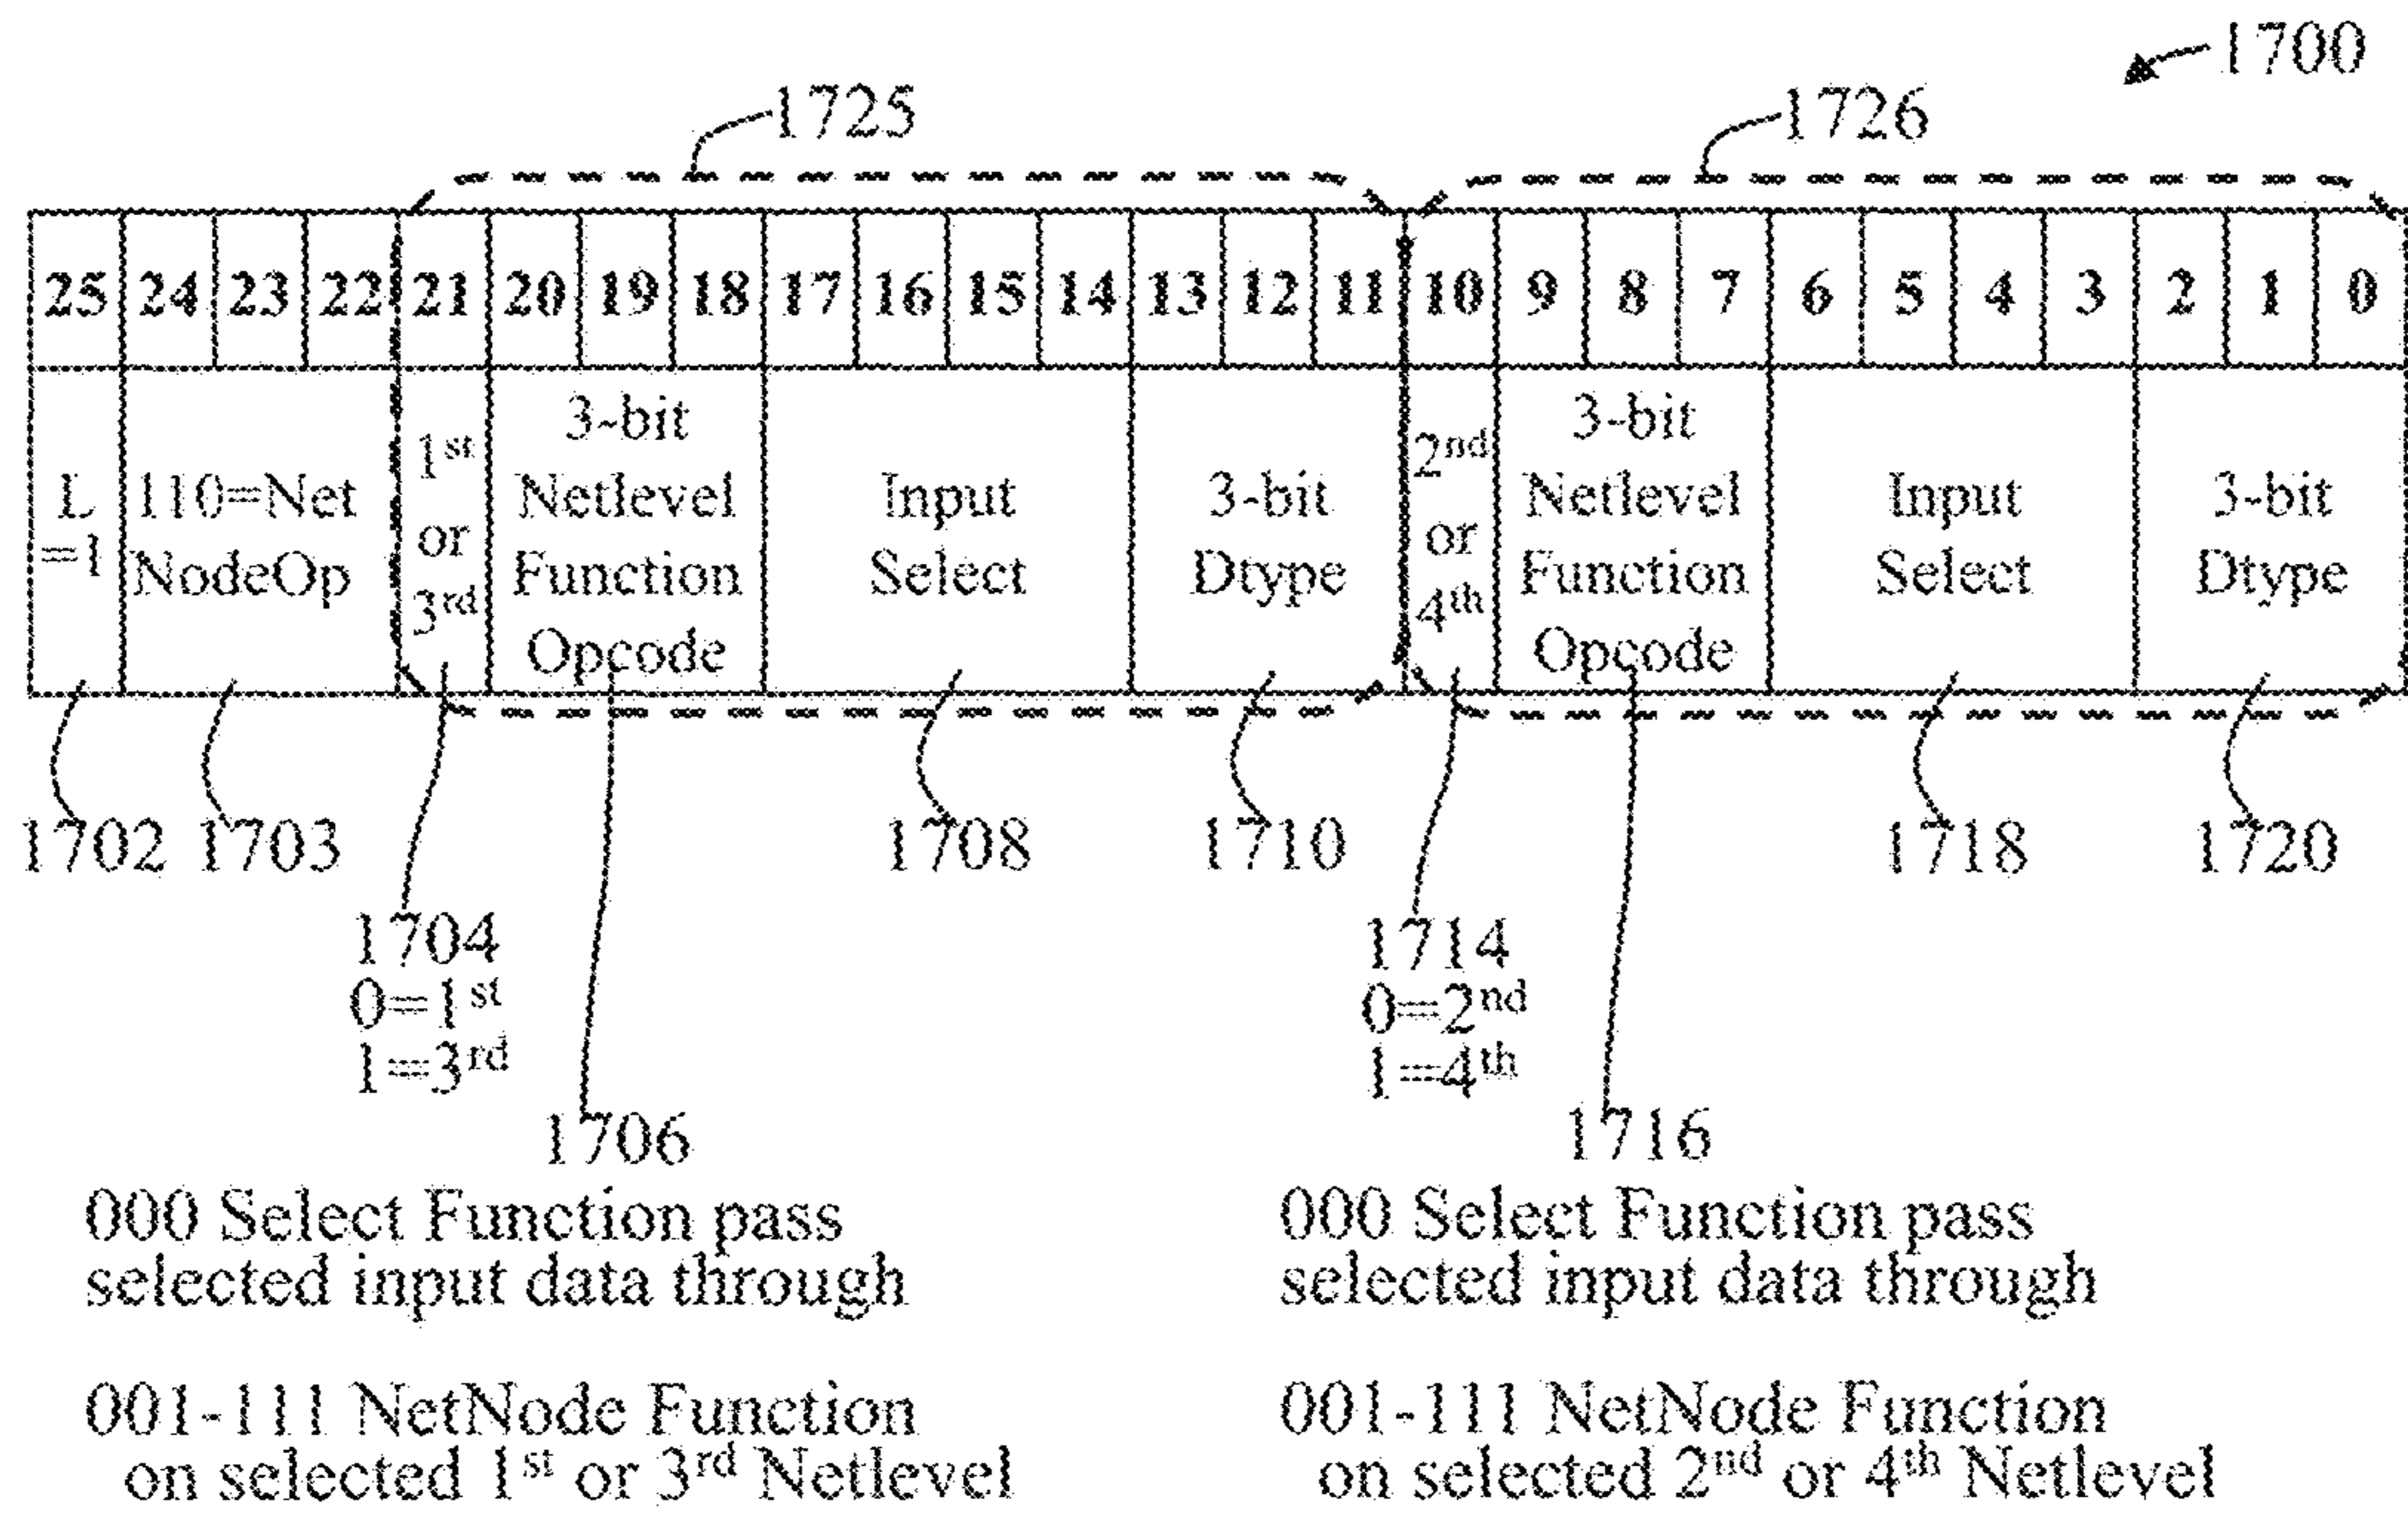 1700
1725 1726
25 24 23 22 21 20 19 18 17 16 15 14 13 12 11 10 9 8 7 6 5 4 3 2 1 0
L
=1
110=Net
NodeOp
1st
or
3rd
3-bit
Netlevel
Function
Opcode
Input
Select
3-bit
Dtype
2nd
or
4th
3-bit
Netlevel
Function
Opcode
Input
Select
3-bit
Dtype
1702 1703 1708 1710 1718 1720
1704
0=1st
1=3rd
1714
0=2nd
1=4th
1706
000 Select Function pass
selected input data through
001-111 NetNode Function
on selected 1st or 3rd Netlevel
1716
000 Select Function pass
selected input data through
001-111 NetNode Function
on selected 2nd or 4th Netlevel